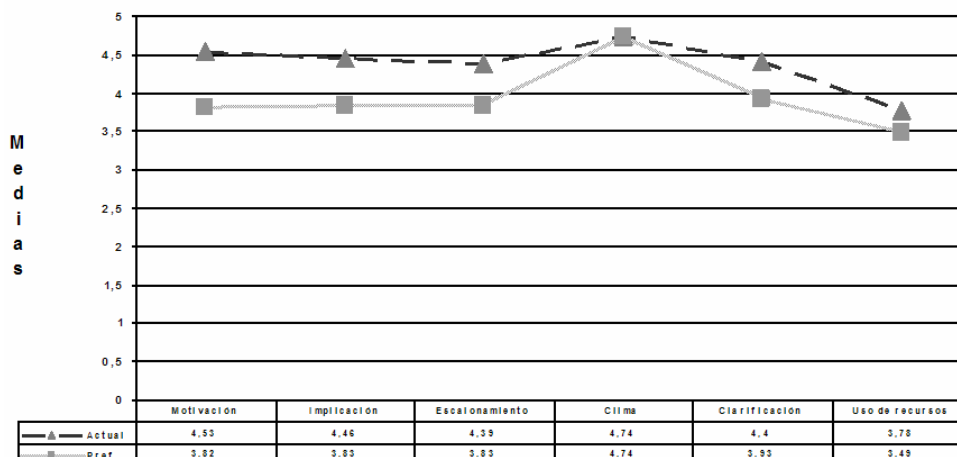 5
4,5
4
3,5
3
2,5
2
1,5
1
0,5
0
Medias
Motivación Implicación Escalonamiento Clima Clarificación Uso de recursos
Actual 4,53 4,46 4,39 4,74 4,4 3,78
Pref 3,82 3,83 3,83 4,74 3,93 3,49